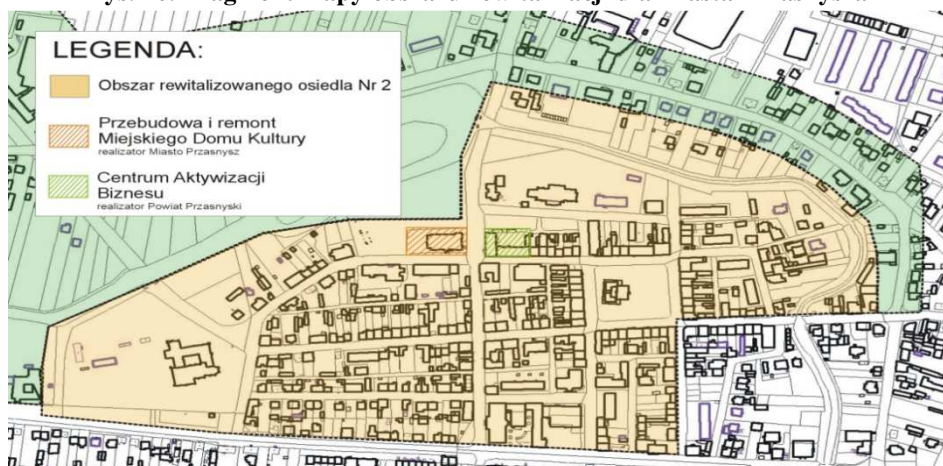 LEGENDA:
Obszar rewitalizowanego osiedla Nr 2
Przebudowa i remont
Miejskiego Domu Kultury
realizator Miasto Przasnysz
Centrum Aktywizacji
Biznesu
realizator Powiat Przasnyski